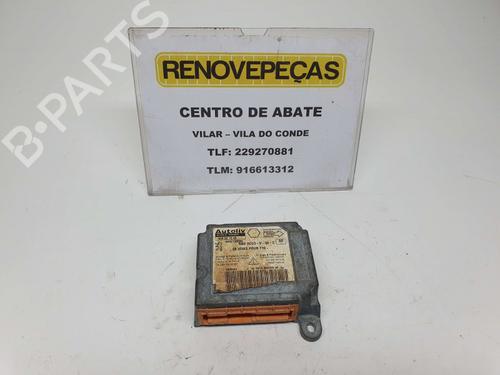 B-PARTS
RENOVEPEÇAS
CENTRO DE ABATE
VILAR – VILA DO CONDE
TLF: 229270881
TLM: 916613312
Autoliv